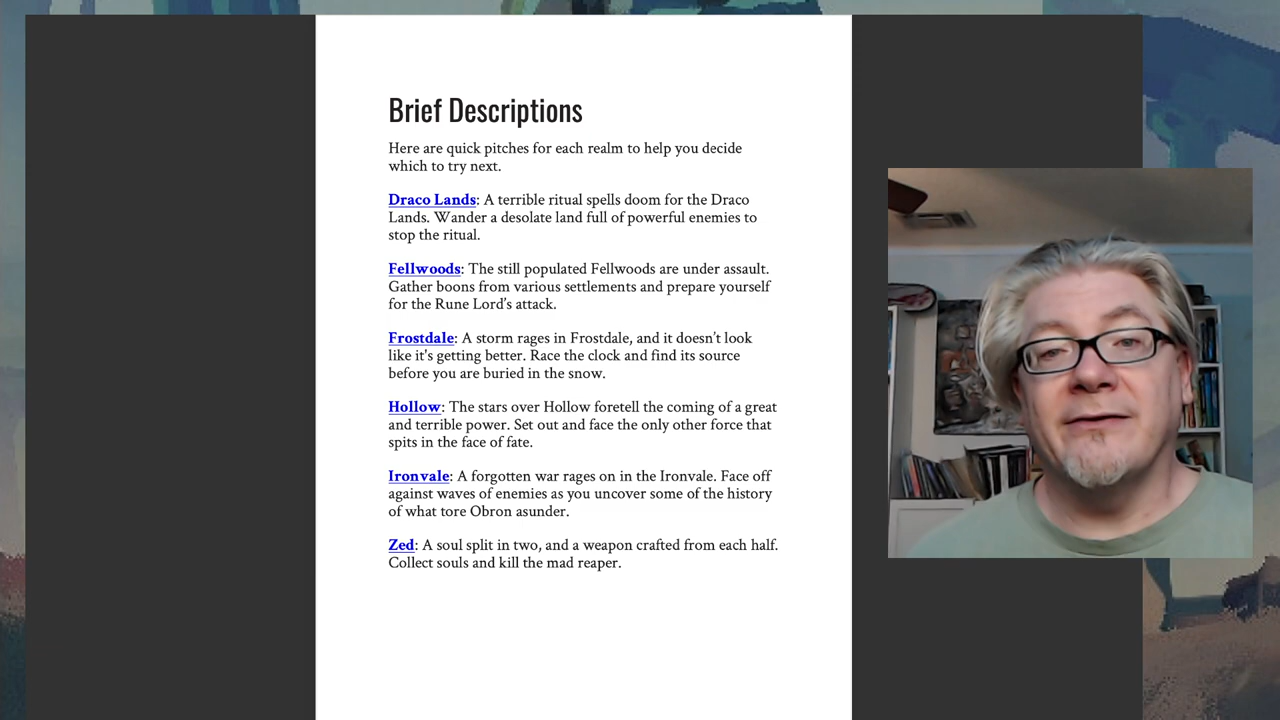 Brief Descriptions
Here are quick pitches for each realm to help you decide
which to try next.
Draco Lands: A terrible ritual spells doom for the Draco
Lands. Wander a desolate land full of powerful enemies to
stop the ritual.
Fellwoods: The still populated Fellwoods are under assault.
Gather boons from various settlements and prepare yourself
for the Rune Lord’s attack.
Frostdale: A storm rages in Frostdale, and it doesn’t look
like it's getting better. Race the clock and find its source
before you are buried in the snow.
Hollow: The stars over Hollow foretell the coming of a great
and terrible power. Set out and face the only other force that
spits in the face of fate.
Ironvale: A forgotten war rages on in the Ironvale. Face off
against waves of enemies as you uncover some of the history
of what tore Obron asunder.
Zed: A soul split in two, and a weapon crafted from each half.
Collect souls and kill the mad reaper.